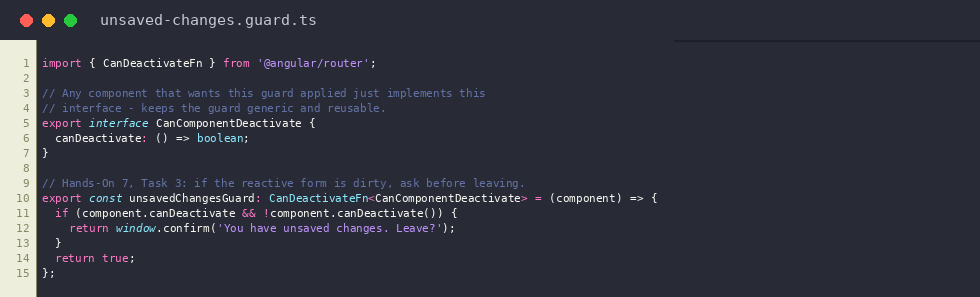 unsaved-changes.guard.ts
1 import { CanDeactivateFn } from '@angular/router';
2
3 // Any component that wants this guard applied just implements this
4 // interface - keeps the guard generic and reusable.
5 export interface CanComponentDeactivate {
6   canDeactivate: () => boolean;
7 }
8
9 // Hands-On 7, Task 3: if the reactive form is dirty, ask before leaving.
10 export const unsavedChangesGuard: CanDeactivateFn<CanComponentDeactivate> = (component) => {
11   if (component.canDeactivate && !component.canDeactivate()) {
12     return window.confirm('You have unsaved changes. Leave?');
13   }
14   return true;
15 };